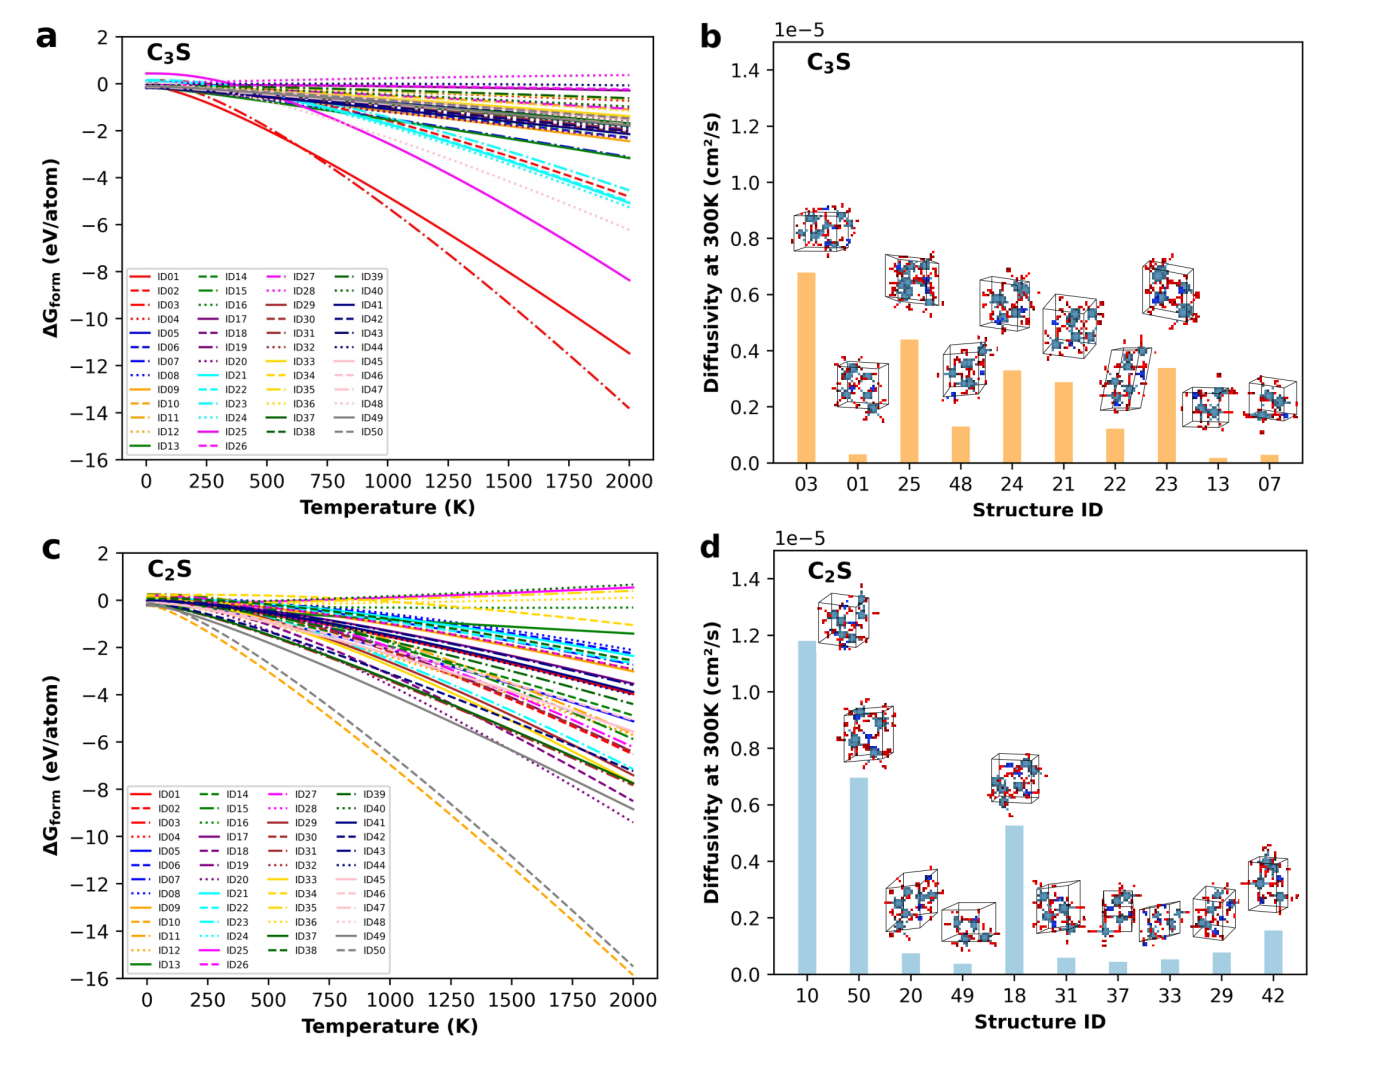 a
C₃S
2
0
−2
−4
−6
−8
−10
−12
−14
−16
ΔG_form (eV/atom)
ID01 ID14 ID27 ID39
ID02 ID15 ID28 ID40
ID03 ID16 ID29 ID41
ID04 ID17 ID30 ID42
ID05 ID18 ID31 ID43
ID06 ID19 ID32 ID44
ID07 ID20 ID33 ID45
ID08 ID21 ID34 ID46
ID09 ID22 ID35 ID47
ID10 ID23 ID36 ID48
ID11 ID24 ID37 ID49
ID12 ID25 ID38 ID50
ID13 ID26
0 250 500 750 1000 1250 1500 1750 2000
Temperature (K)
b
1e−5
C₃S
1.4
1.2
1.0
0.8
0.6
0.4
0.2
0.0
Diffusivity at 300K (cm²/s)
03 01 25 48 24 21 22 23 13 07
Structure ID
c
C₂S
2
0
−2
−4
−6
−8
−10
−12
−14
−16
ΔG_form (eV/atom)
ID01 ID14 ID27 ID39
ID02 ID15 ID28 ID40
ID03 ID16 ID29 ID41
ID04 ID17 ID30 ID42
ID05 ID18 ID31 ID43
ID06 ID19 ID32 ID44
ID07 ID20 ID33 ID45
ID08 ID21 ID34 ID46
ID09 ID22 ID35 ID47
ID10 ID23 ID36 ID48
ID11 ID24 ID37 ID49
ID12 ID25 ID38 ID50
ID13 ID26
0 250 500 750 1000 1250 1500 1750 2000
Temperature (K)
d
1e−5
C₂S
1.4
1.2
1.0
0.8
0.6
0.4
0.2
0.0
Diffusivity at 300K (cm²/s)
10 50 20 49 18 31 37 33 29 42
Structure ID